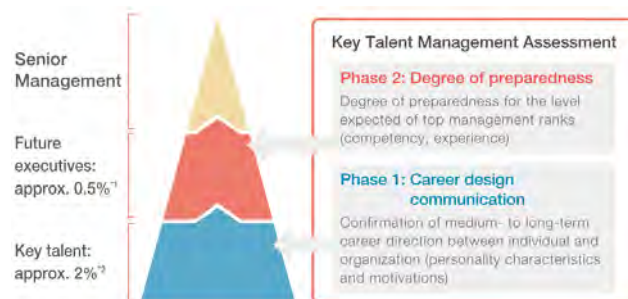 Senior
Management
Future
executives:
approx. 0.5%*1
Key talent:
approx. 2%*2
Key Talent Management Assessment
Phase 2: Degree of preparedness
Degree of preparedness for the level
expected of top management ranks
(competency, experience)
Phase 1: Career design
communication
Confirmation of medium- to long-term
career direction between individual and
organization (personality characteristics
and motivations)